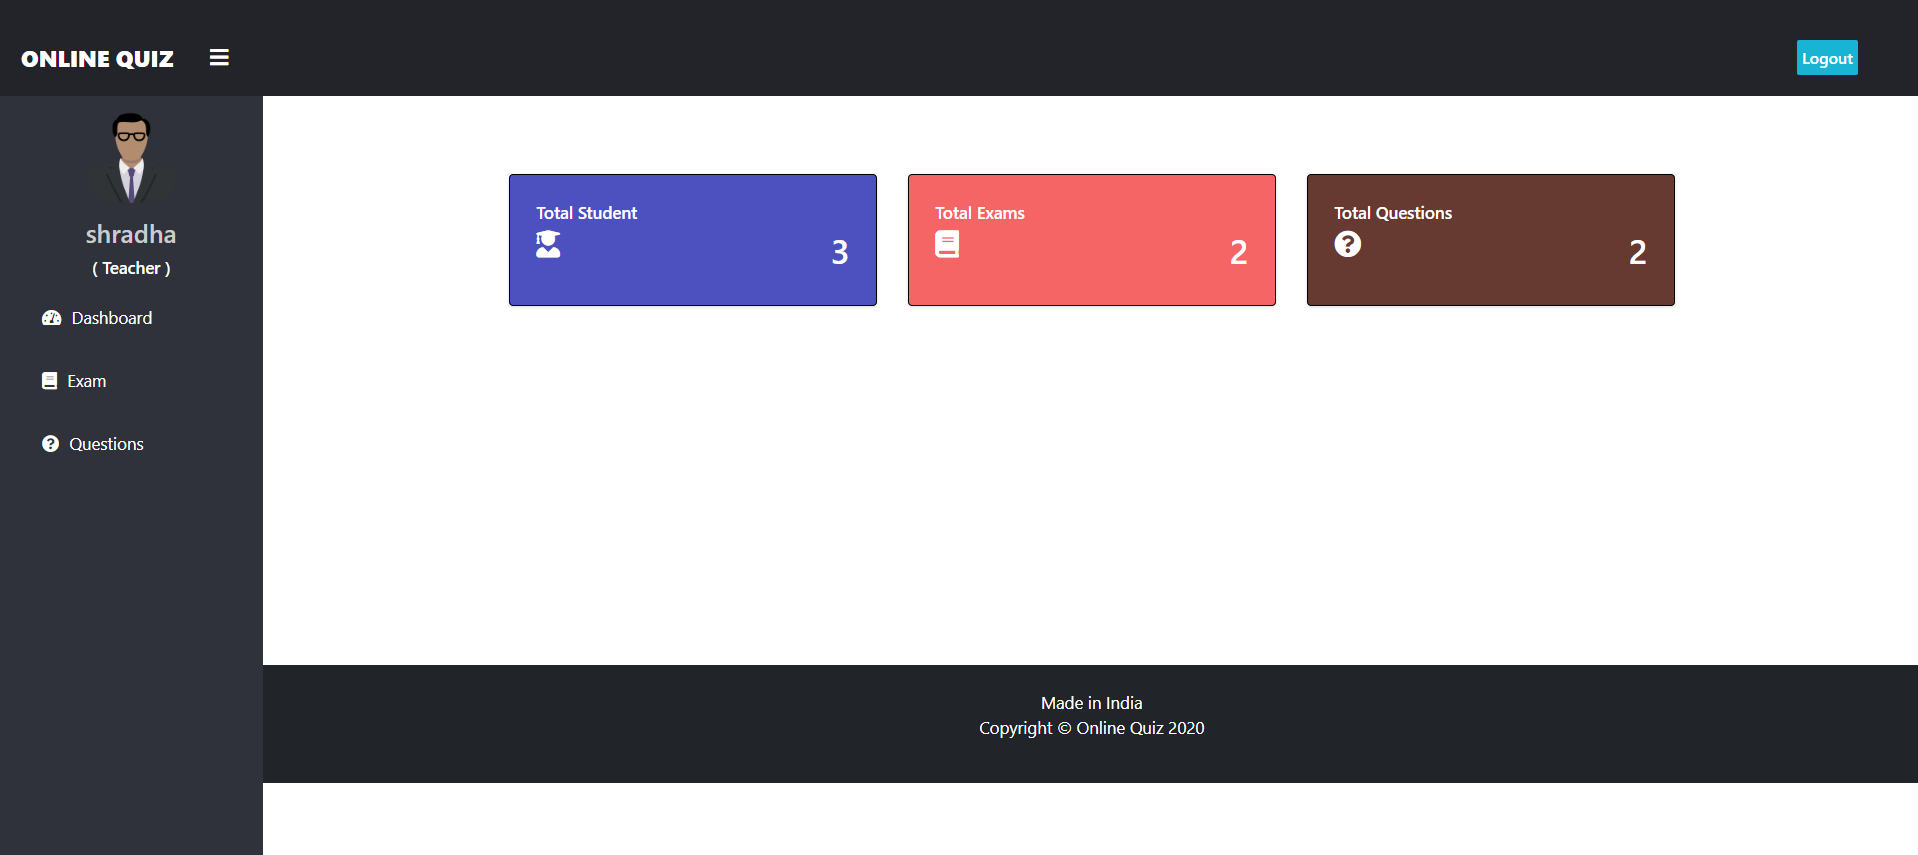 ONLINE QUIZ
Logout
shradha
( Teacher )
Dashboard
Exam
Questions
Total Student
3
Total Exams
2
Total Questions
2
Made in India
Copyright © Online Quiz 2020